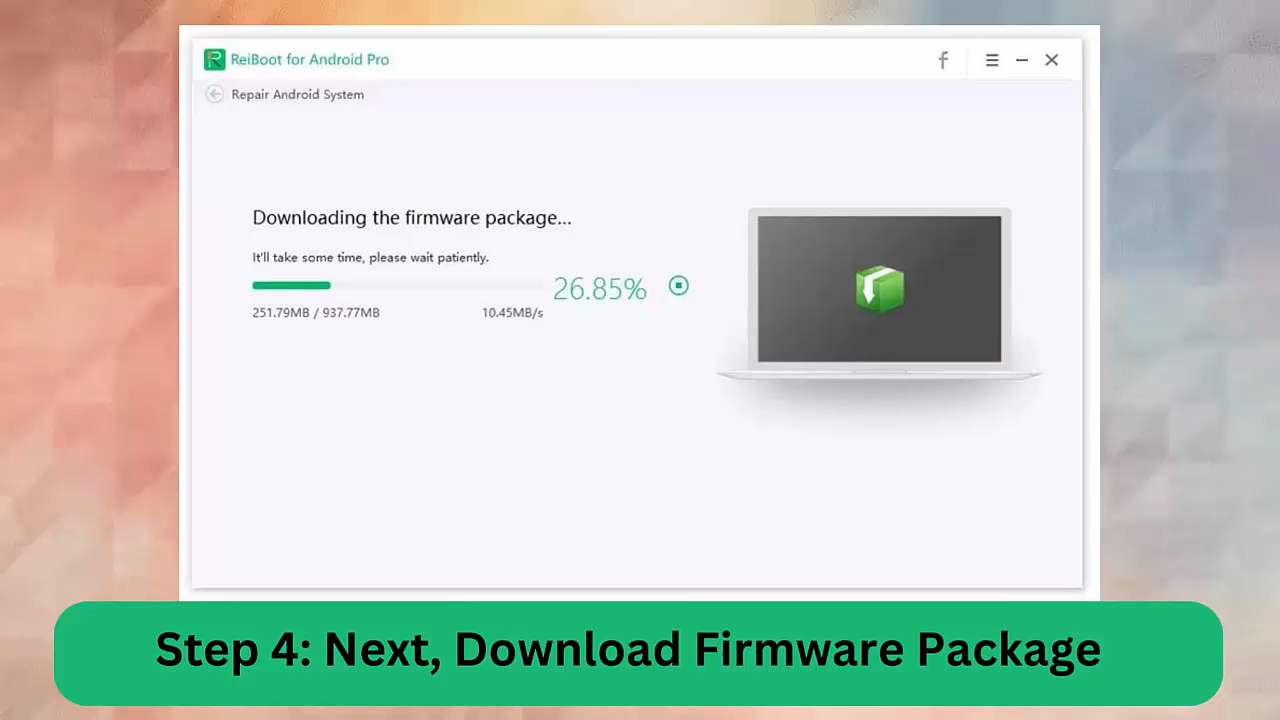 ReiBoot for Android Pro
Repair Android System
Downloading the firmware package...
It'll take some time, please wait patiently.
26.85%
251.79MB / 937.77MB 10.45MB/s
Step 4: Next, Download Firmware Package